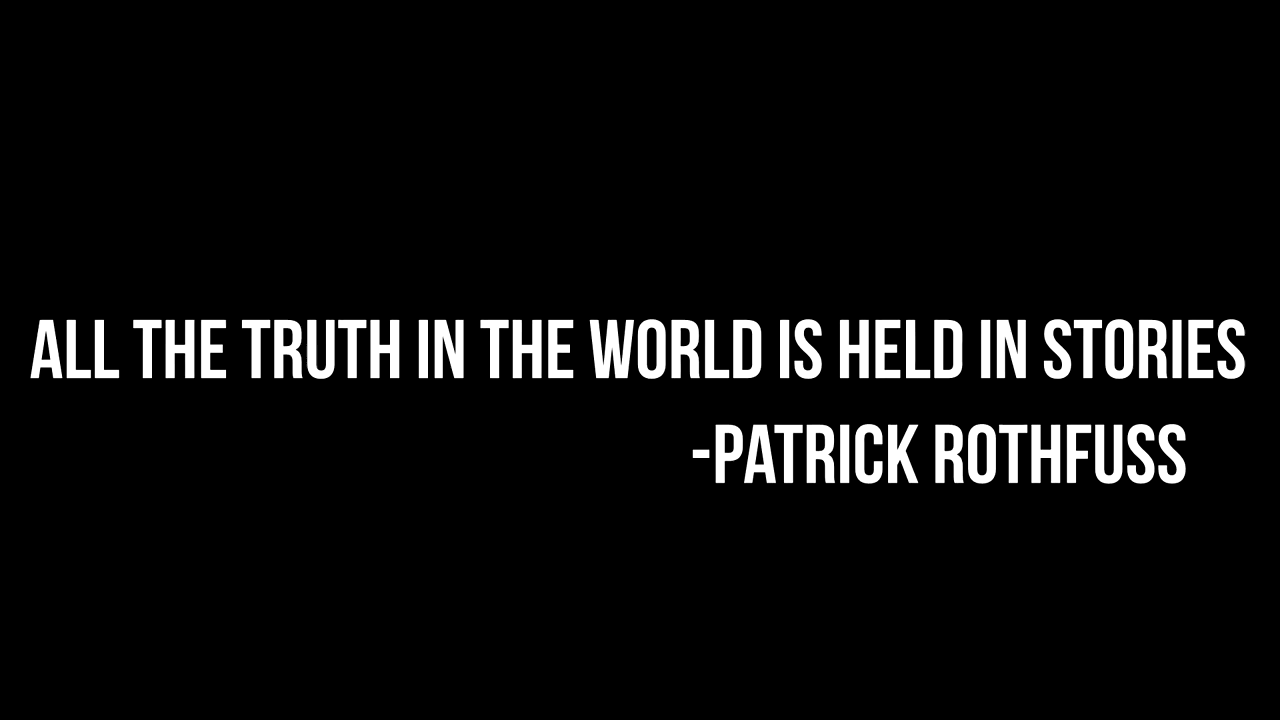 ALL THE TRUTH IN THE WORLD IS HELD IN STORIES
-PATRICK ROTHFUSS